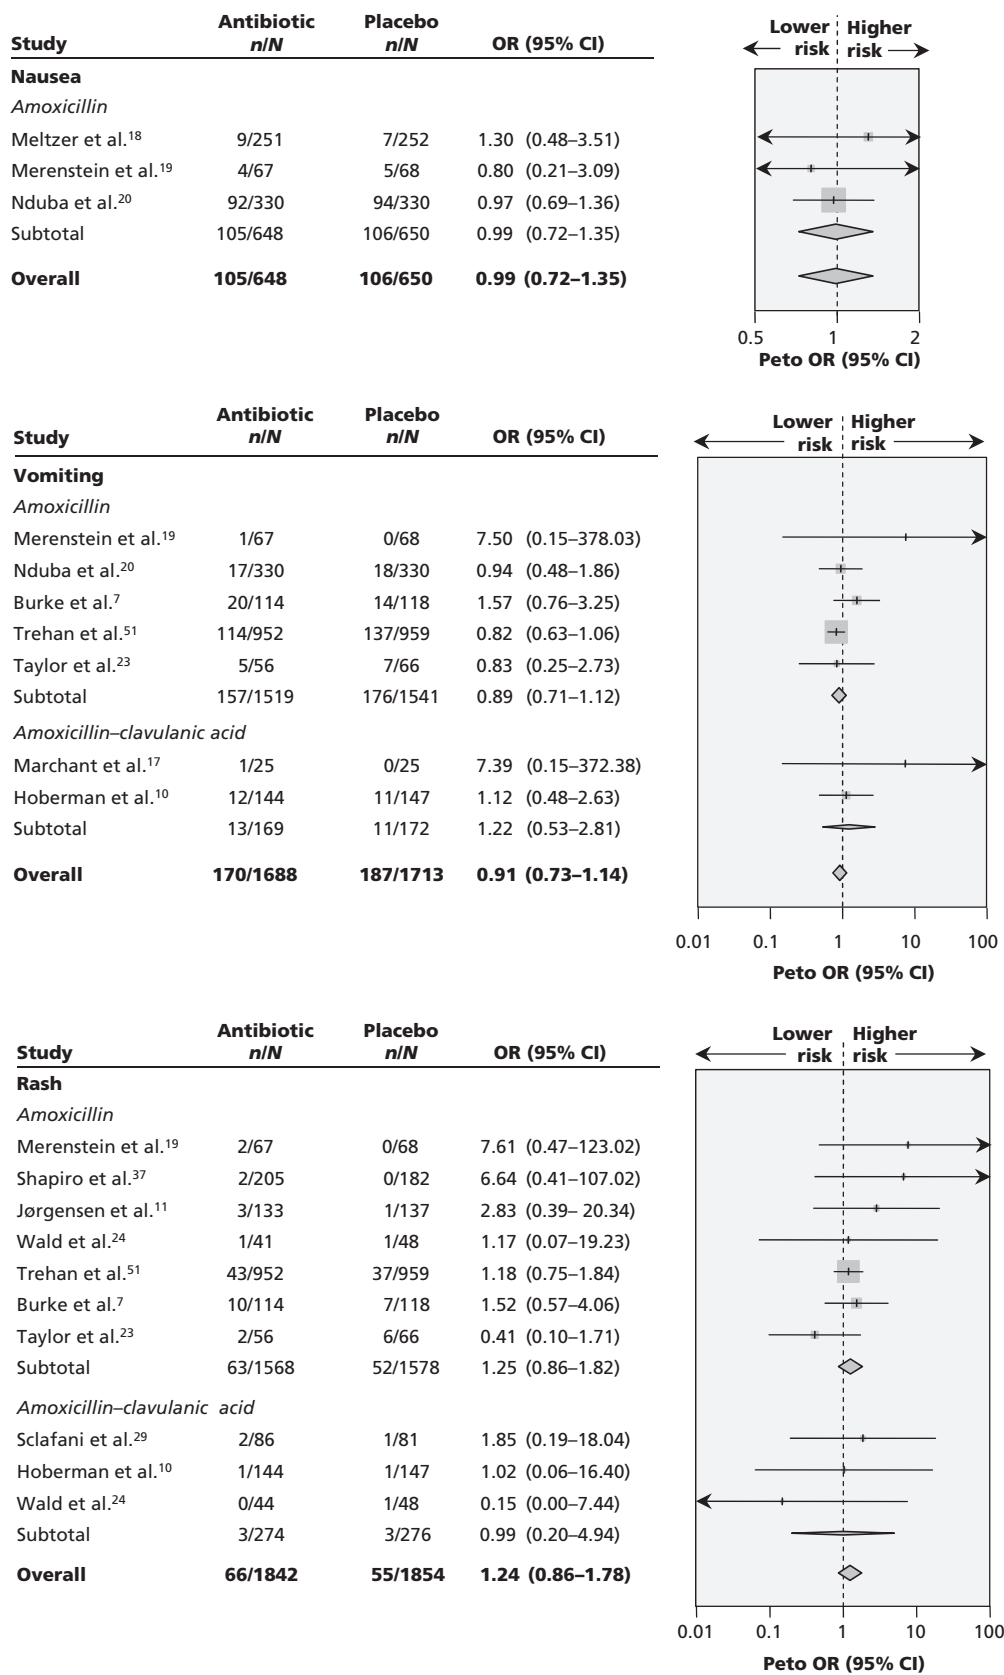 Antibiotic Placebo
Study n/N n/N OR (95% CI)
Lower risk Higher risk
Nausea
Amoxicillin
Meltzer et al.18 9/251 7/252 1.30 (0.48–3.51)
Merenstein et al.19 4/67 5/68 0.80 (0.21–3.09)
Nduba et al.20 92/330 94/330 0.97 (0.69–1.36)
Subtotal 105/648 106/650 0.99 (0.72–1.35)
Overall 105/648 106/650 0.99 (0.72–1.35)
0.5 1 2
Peto OR (95% CI)
Antibiotic Placebo
Study n/N n/N OR (95% CI)
Lower risk Higher risk
Vomiting
Amoxicillin
Merenstein et al.19 1/67 0/68 7.50 (0.15–378.03)
Nduba et al.20 17/330 18/330 0.94 (0.48–1.86)
Burke et al.7 20/114 14/118 1.57 (0.76–3.25)
Trehan et al.51 114/952 137/959 0.82 (0.63–1.06)
Taylor et al.23 5/56 7/66 0.83 (0.25–2.73)
Subtotal 157/1519 176/1541 0.89 (0.71–1.12)
Amoxicillin–clavulanic acid
Marchant et al.17 1/25 0/25 7.39 (0.15–372.38)
Hoberman et al.10 12/144 11/147 1.12 (0.48–2.63)
Subtotal 13/169 11/172 1.22 (0.53–2.81)
Overall 170/1688 187/1713 0.91 (0.73–1.14)
0.01 0.1 1 10 100
Peto OR (95% CI)
Antibiotic Placebo
Study n/N n/N OR (95% CI)
Lower risk Higher risk
Rash
Amoxicillin
Merenstein et al.19 2/67 0/68 7.61 (0.47–123.02)
Shapiro et al.37 2/205 0/182 6.64 (0.41–107.02)
Jørgensen et al.11 3/133 1/137 2.83 (0.39– 20.34)
Wald et al.24 1/41 1/48 1.17 (0.07–19.23)
Trehan et al.51 43/952 37/959 1.18 (0.75–1.84)
Burke et al.7 10/114 7/118 1.52 (0.57–4.06)
Taylor et al.23 2/56 6/66 0.41 (0.10–1.71)
Subtotal 63/1568 52/1578 1.25 (0.86–1.82)
Amoxicillin–clavulanic acid
Sclafani et al.29 2/86 1/81 1.85 (0.19–18.04)
Hoberman et al.10 1/144 1/147 1.02 (0.06–16.40)
Wald et al.24 0/44 1/48 0.15 (0.00–7.44)
Subtotal 3/274 3/276 0.99 (0.20–4.94)
Overall 66/1842 55/1854 1.24 (0.86–1.78)
0.01 0.1 1 10 100
Peto OR (95% CI)